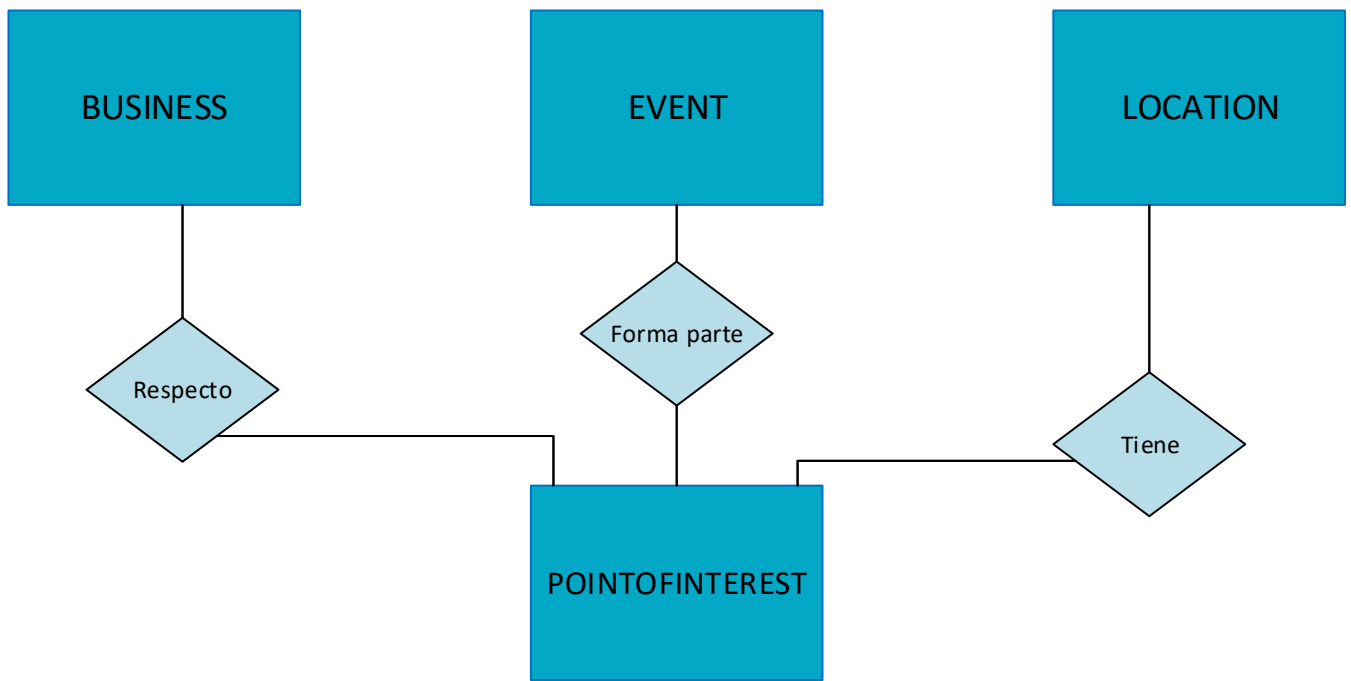 BUSINESS
EVENT
LOCATION
Forma parte
Respecto
Tiene
POINTOFINTEREST